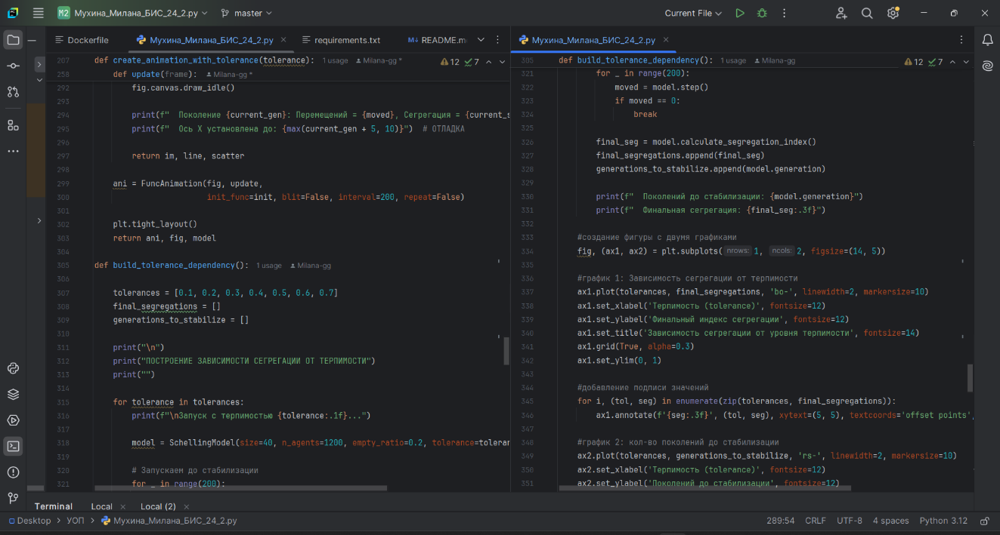 M2 Мухина_Милана_БИС_24_2.py master Current File
Dockerfile Мухина_Милана_БИС_24_2.py requirements.txt README.m
207 def create_animation_with_tolerance(tolerance): 1 usage Milana-gg * 12 7
258 def update(frame): Milana-gg *
292 fig.canvas.draw_idle()
293
294 print(f" Поколение {current_gen}: Перемещений = {moved}, Сегрегация = {current_s
295 print(f" Ось X установлена до: {max(current_gen + 5, 10)}") # ОТЛАДКА
296
297 return im, line, scatter
298
299 ani = FuncAnimation(fig, update,
300 init_func=init, blit=False, interval=200, repeat=False)
301
302 plt.tight_layout()
303 return ani, fig, model
304
305 def build_tolerance_dependency(): 1 usage Milana-gg
306
307 tolerances = [0.1, 0.2, 0.3, 0.4, 0.5, 0.6, 0.7]
308 final_segregations = []
309 generations_to_stabilize = []
310
311 print("\n")
312 print("ПОСТРОЕНИЕ ЗАВИСИМОСТИ СЕГРЕГАЦИИ ОТ ТЕРПИМОСТИ")
313 print("")
314
315 for tolerance in tolerances:
316 print(f"\nЗапуск с терпимостью {tolerance:.1f}...")
317
318 model = SchellingModel(size=40, n_agents=1200, empty_ratio=0.2, tolerance=toleran
319
320 # Запускаем до стабилизации
321 for _ in range(200):
Мухина_Милана_БИС_24_2.py
305 def build_tolerance_dependency(): 1 usage Milana-gg 12 7
321 for _ in range(200):
322 moved = model.step()
323 if moved == 0:
324 break
325
326 final_seg = model.calculate_segregation_index()
327 final_segregations.append(final_seg)
328 generations_to_stabilize.append(model.generation)
329
330 print(f" Поколений до стабилизации: {model.generation}")
331 print(f" Финальная сегрегация: {final_seg:.3f}")
332
333 #создание фигуры с двумя графиками
334 fig, (ax1, ax2) = plt.subplots( nrows: 1, ncols: 2, figsize=(14, 5))
335
336 #график 1: Зависимость сегрегации от терпимости
337 ax1.plot(tolerances, final_segregations, 'bo-', linewidth=2, markersize=10)
338 ax1.set_xlabel('Терпимость (tolerance)', fontsize=12)
339 ax1.set_ylabel('Финальный индекс сегрегации', fontsize=12)
340 ax1.set_title('Зависимость сегрегации от уровня терпимости', fontsize=14)
341 ax1.grid(True, alpha=0.3)
342 ax1.set_ylim(0, 1)
343
344 #добавление подписи значений
345 for i, (tol, seg) in enumerate(zip(tolerances, final_segregations)):
346 ax1.annotate(f'{seg:.3f}', (tol, seg), xytext=(5, 5), textcoords='offset points',
347
348 #график 2: кол-во поколений до стабилизации
349 ax2.plot(tolerances, generations_to_stabilize, 'rs-', linewidth=2, markersize=10)
350 ax2.set_xlabel('Терпимость (tolerance)', fontsize=12)
351 ax2.set_ylabel('Поколений до стабилизации', fontsize=12)
Terminal Local Local (2)
Desktop УОП Мухина_Милана_БИС_24_2.py 289:54 CRLF UTF-8 4 spaces Python 3.12